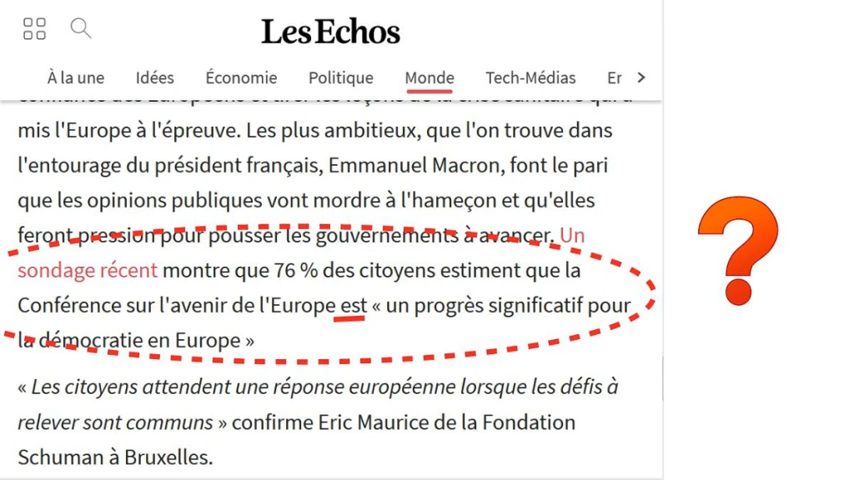 Les Echos
À la une Idées Économie Politique Monde Tech-Médias Er
mis l'Europe à l'épreuve. Les plus ambitieux, que l'on trouve dans
l'entourage du président français, Emmanuel Macron, font le pari
que les opinions publiques vont mordre à l'hameçon et qu'elles
feront pression pour pousser les gouvernements à avancer. Un
sondage récent montre que 76 % des citoyens estiment que la
Conférence sur l'avenir de l'Europe est « un progrès significatif pour
la démocratie en Europe »
« Les citoyens attendent une réponse européenne lorsque les défis à
relever sont communs » confirme Eric Maurice de la Fondation
Schuman à Bruxelles.
?